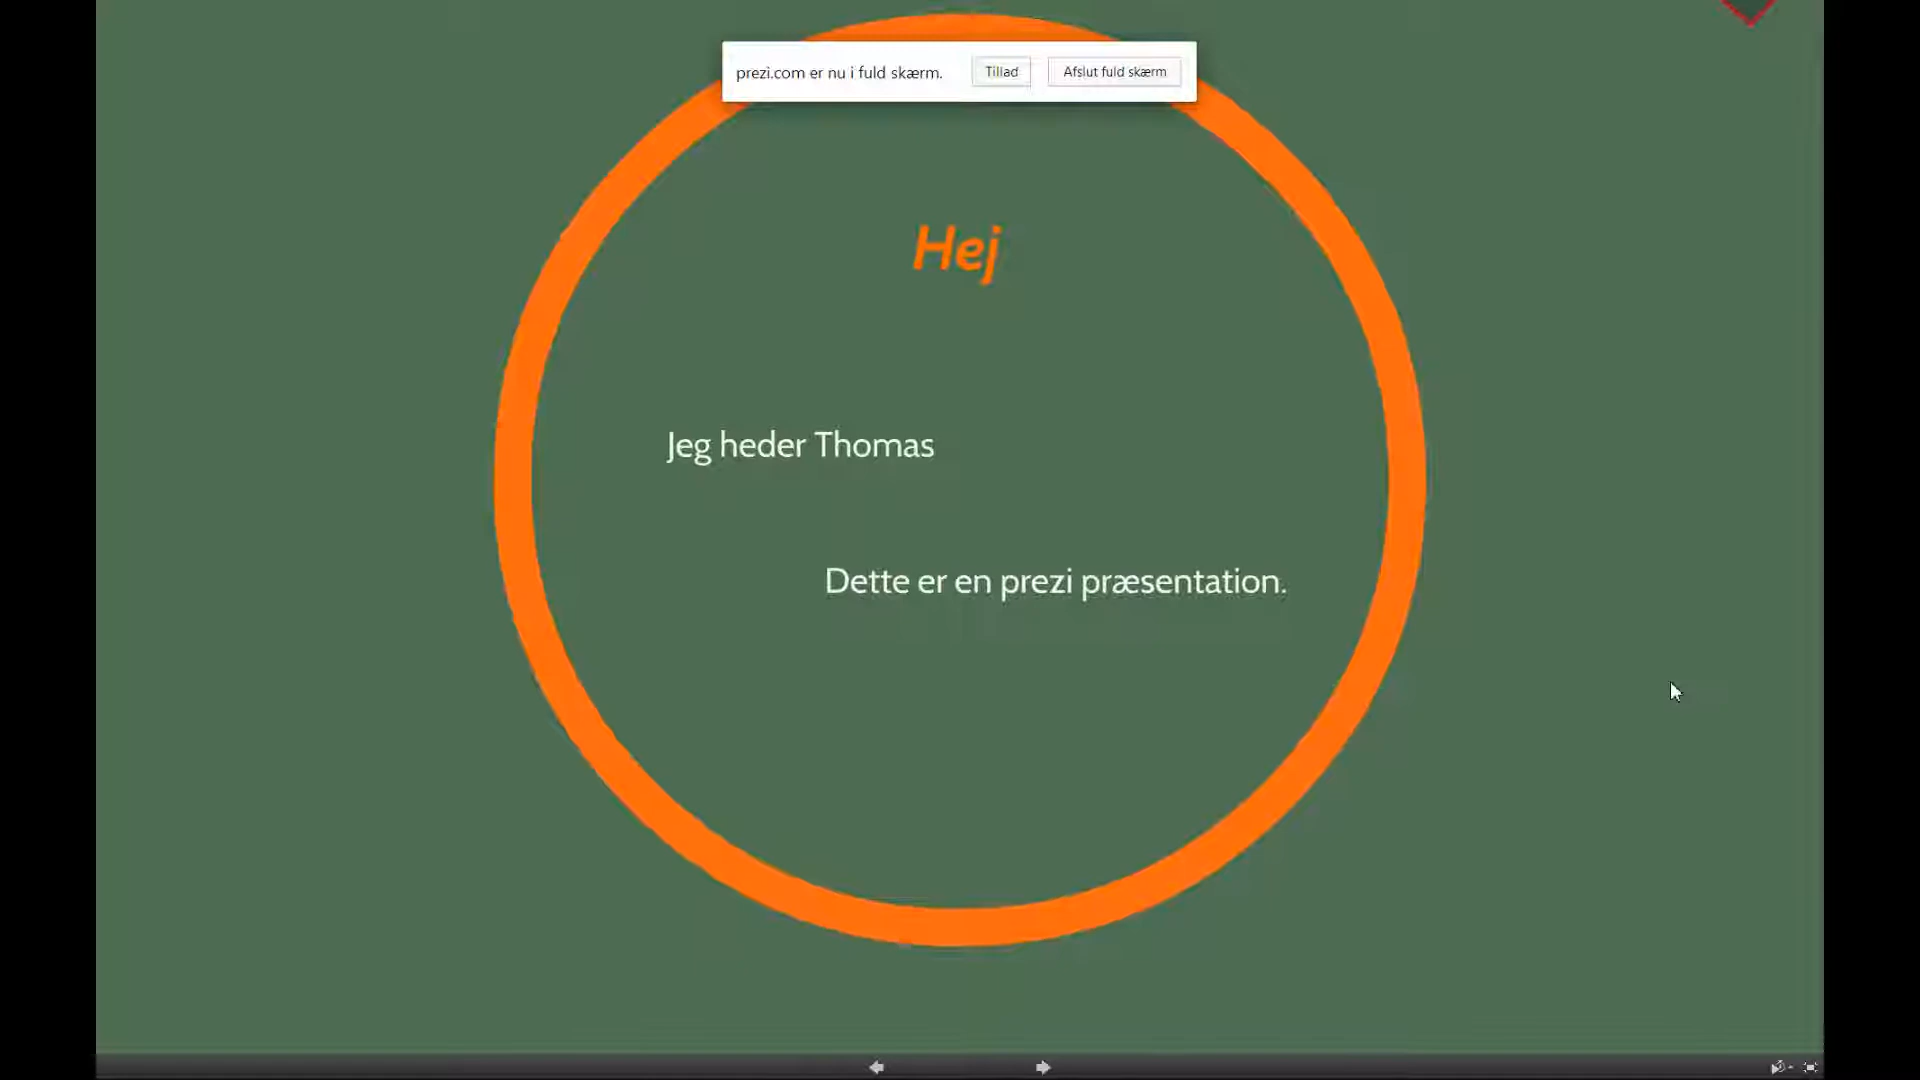 prezi.com er nu i fuld skærm. Tillad Afslut fuld skærm
Hej
Jeg heder Thomas
Dette er en prezi præsentation.